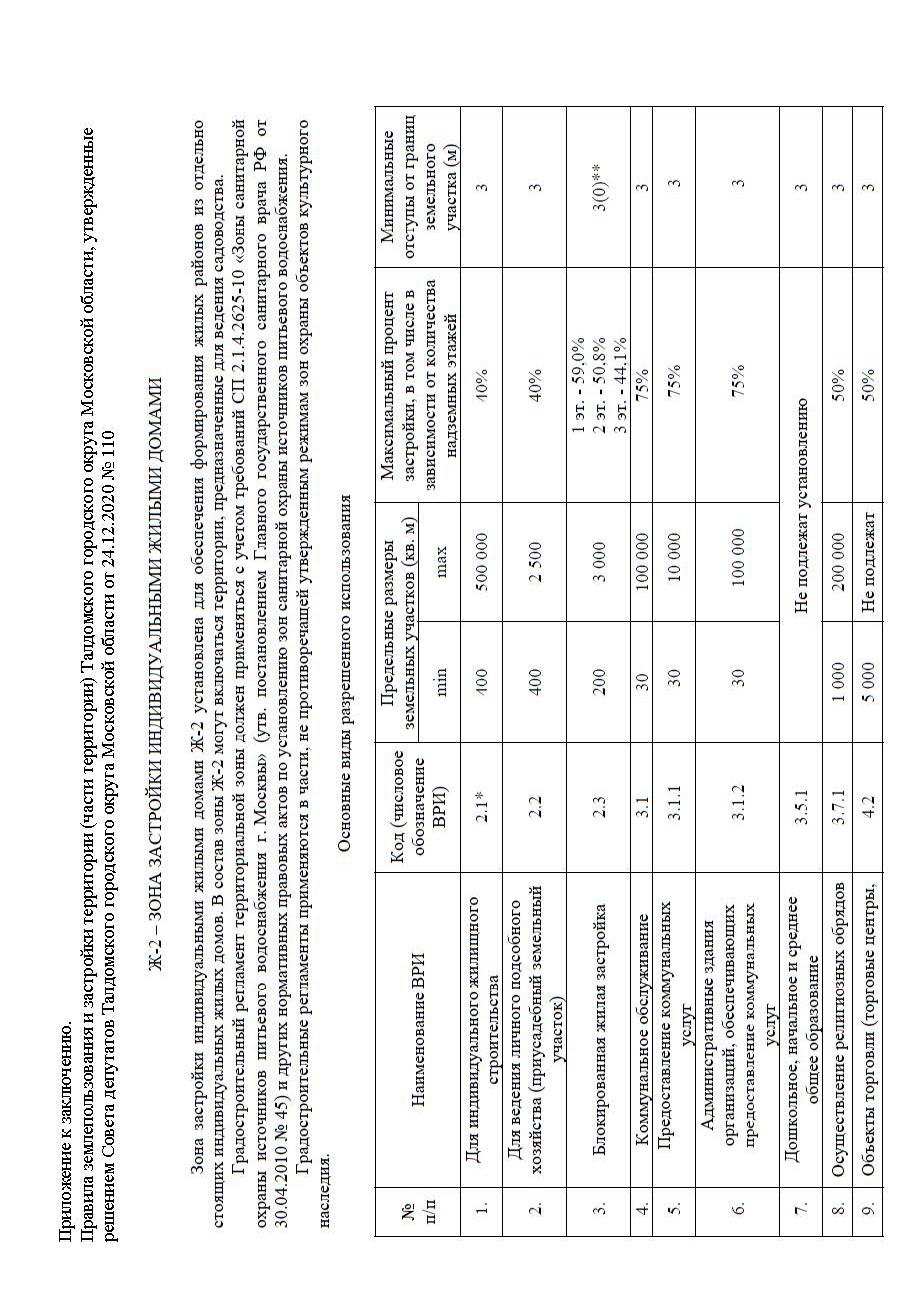 Приложение к заключению.
Правила землепользования и застройки территории (части территории) Талдомского городского округа Московской области, утвержденные
решением Совета депутатов Талдомского городского округа Московской области от 24.12.2020 № 110
Ж-2 – ЗОНА ЗАСТРОЙКИ ИНДИВИДУАЛЬНЫМИ ЖИЛЫМИ ДОМАМИ
Зона застройки индивидуальными жилыми домами Ж-2 установлена для обеспечения формирования жилых районов из отдельно
стоящих индивидуальных жилых домов. В состав зоны Ж-2 могут включаться территории, предназначенные для ведения садоводства.
Градостроительный регламент территориальной зоны должен применяться с учетом требований СП 2.1.4.2625-10 «Зоны санитарной
охраны источников питьевого водоснабжения г. Москвы» (утв. постановлением Главного государственного санитарного врача РФ от
30.04.2010 № 45) и других нормативных правовых актов по установлению зон санитарной охраны источников питьевого водоснабжения.
Градостроительные регламенты применяются в части, не противоречащей утвержденным режимам зон охраны объектов культурного
наследия.
Основные виды разрешенного использования
№
п/п
Наименование ВРИ
Код (числовое
обозначение
ВРИ)
Предельные размеры
земельных участков (кв. м)
min
max
Максимальный процент
застройки, в том числе в
зависимости от количества
надземных этажей
Минимальные
отступы от границ
земельного
участка (м)
1.
Для индивидуального жилищного
строительства
2.1*
400
500 000
40%
3
2.
Для ведения личного подсобного
хозяйства (приусадебный земельный
участок)
2.2
400
2 500
40%
3
3.
Блокированная жилая застройка
2.3
200
3 000
1 эт. - 59,0%
2 эт. - 50,8%
3 эт. - 44,1%
3(0)**
4.
Коммунальное обслуживание
3.1
30
100 000
75%
3
5.
Предоставление коммунальных
услуг
3.1.1
30
10 000
75%
3
6.
Административные здания
организаций, обеспечивающих
предоставление коммунальных
услуг
3.1.2
30
100 000
75%
3
7.
Дошкольное, начальное и среднее
общее образование
3.5.1
Не подлежат установлению
3
8.
Осуществление религиозных обрядов
3.7.1
1 000
200 000
50%
3
9.
Объекты торговли (торговые центры,
4.2
5 000
Не подлежат
50%
3